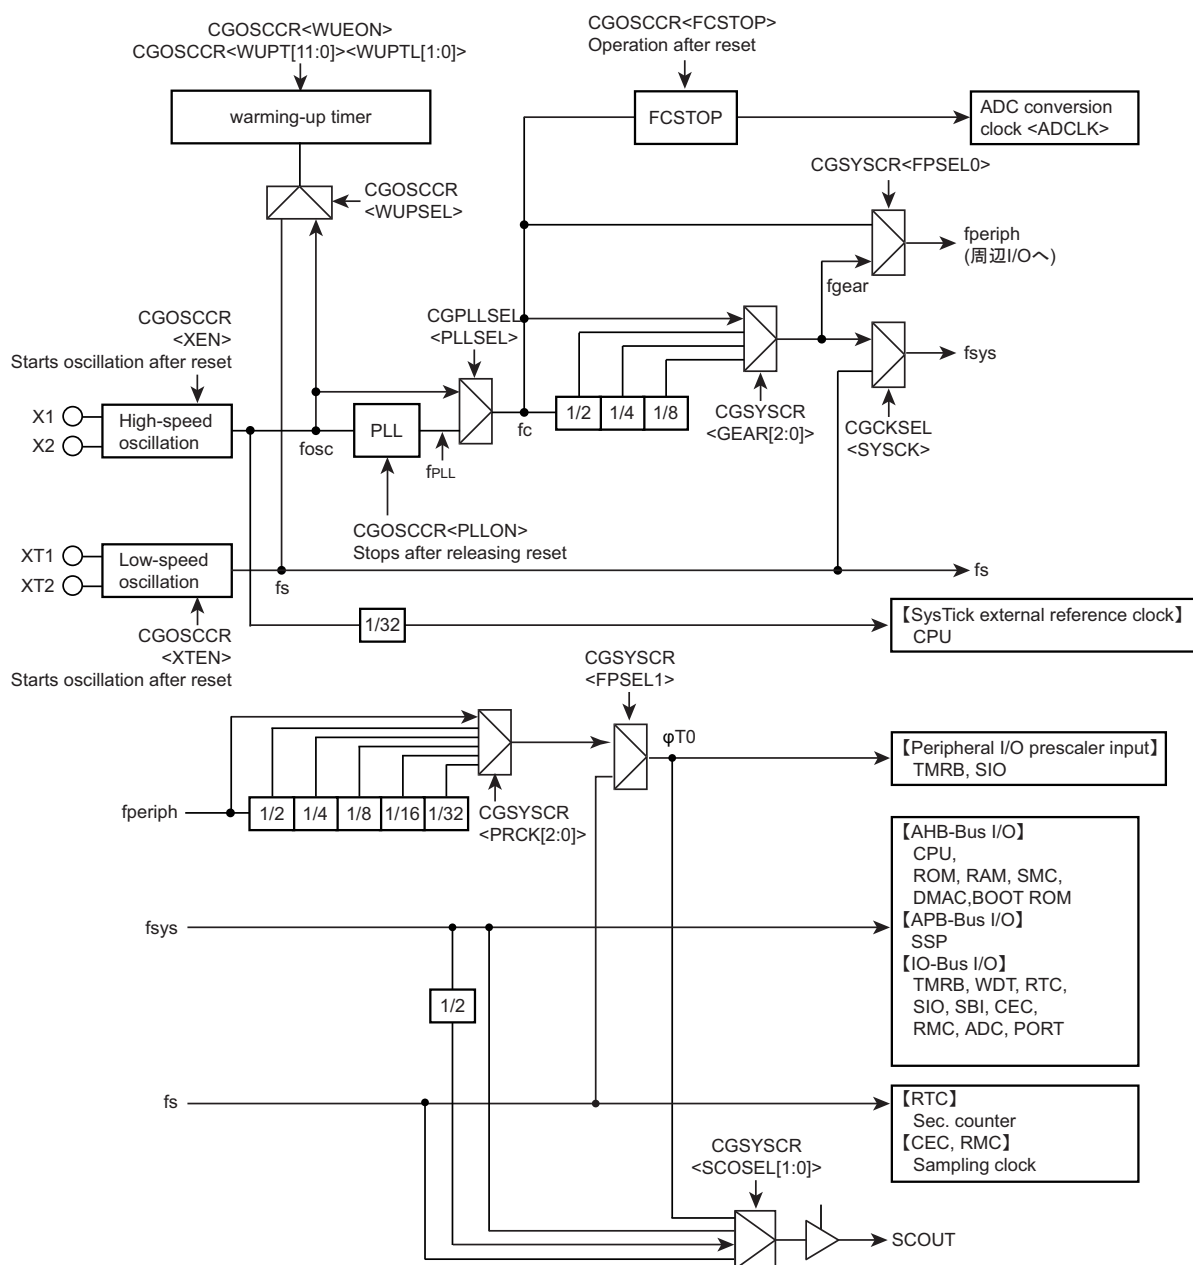 CGOSCCR<WUEON>
CGOSCCR<WUPT[11:0]><WUPTL[1:0]>
warming-up timer
CGOSCCR
<WUPSEL>
CGOSCCR<FCSTOP>
Operation after reset
FCSTOP
ADC conversion
clock <ADCLK>
CGSYSCR<FPSEL0>
fperiph
(周辺I/Oへ)
fgear
CGOSCCR
<XEN>
Starts oscillation after reset
CGPLLSEL
<PLLSEL>
fsys
X1
X2
High-speed
oscillation
fosc
PLL
fPLL
fc
1/2
1/4
1/8
CGSYSCR
<GEAR[2:0]>
CGCKSEL
<SYSCK>
CGOSCCR<PLLON>
Stops after releasing reset
XT1
XT2
Low-speed
oscillation
fs
fs
CGOSCCR
<XTEN>
Starts oscillation after reset
1/32
【SysTick external reference clock】
CPU
CGSYSCR
<FPSEL1>
φT0
【Peripheral I/O prescaler input】
TMRB, SIO
fperiph
1/2
1/4
1/8
1/16
1/32
CGSYSCR
<PRCK[2:0]>
【AHB-Bus I/O】
CPU,
ROM, RAM, SMC,
DMAC,BOOT ROM
【APB-Bus I/O】
SSP
【IO-Bus I/O】
TMRB, WDT, RTC,
SIO, SBI, CEC,
RMC, ADC, PORT
fsys
1/2
fs
【RTC】
Sec. counter
【CEC, RMC】
Sampling clock
CGSYSCR
<SCOSEL[1:0]>
SCOUT